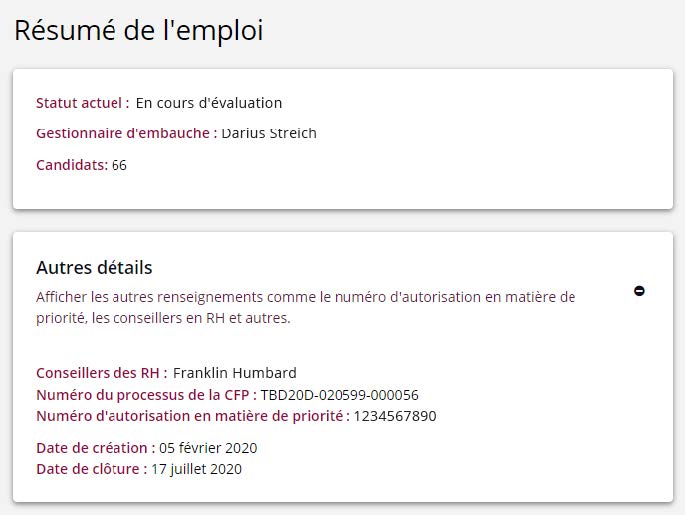 Résumé de l'emploi
Statut actuel : En cours d'évaluation
Gestionnaire d'embauche : Darius Streich
Candidats: 66
Autres détails
Afficher les autres renseignements comme le numéro d'autorisation en matière de
priorité, les conseillers en RH et autres.
Conseillers des RH : Franklin Humbard
Numéro du processus de la CFP : TBD20D-020599-000056
Numéro d'autorisation en matière de priorité : 1234567890
Date de création : 05 février 2020
Date de clôture : 17 juillet 2020